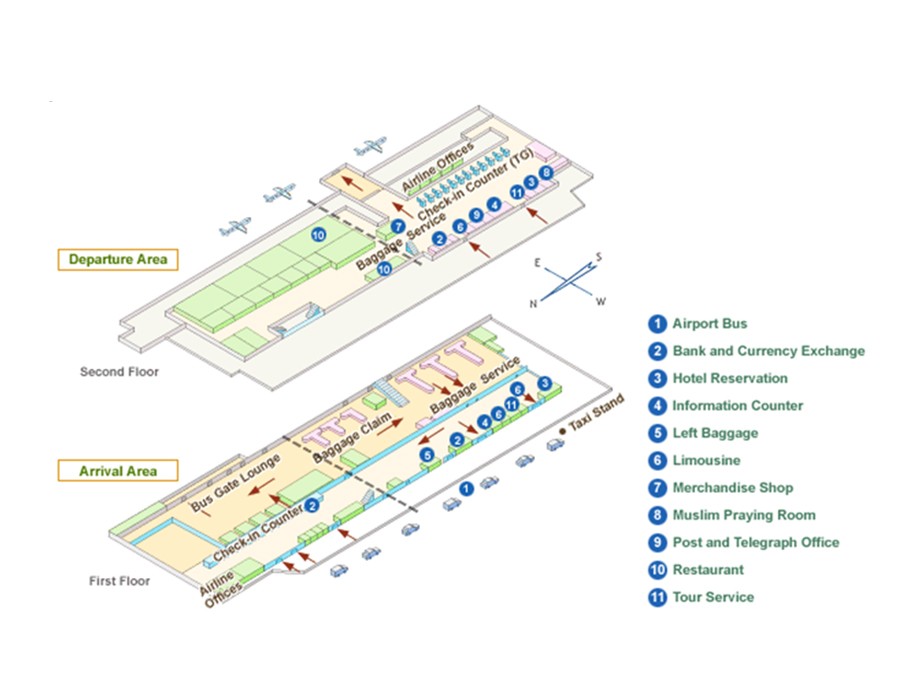 Airline Offices
Check-in Counter (TG)
8
3
11
4
9
6
2
7
Baggage Service
10
10
Departure Area
Second Floor
E
S
N
W
Baggage Service
3
6
11
6
4
2
5
Baggage Claim
Taxi Stand
Arrival Area
Bus Gate Lounge
1
2
Check-in Counter
First Floor
Airline
Offices
1 Airport Bus
2 Bank and Currency Exchange
3 Hotel Reservation
4 Information Counter
5 Left Baggage
6 Limousine
7 Merchandise Shop
8 Muslim Praying Room
9 Post and Telegraph Office
10 Restaurant
11 Tour Service